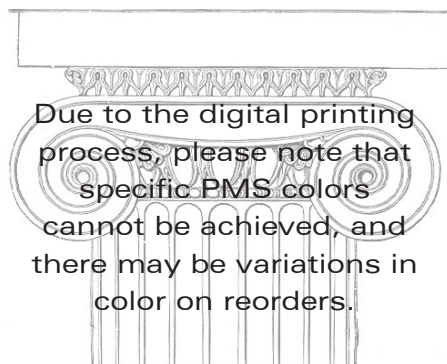 Due to the digital printing
process, please note that
specific PMS colors
cannot be achieved, and
there may be variations in
color on reorders.